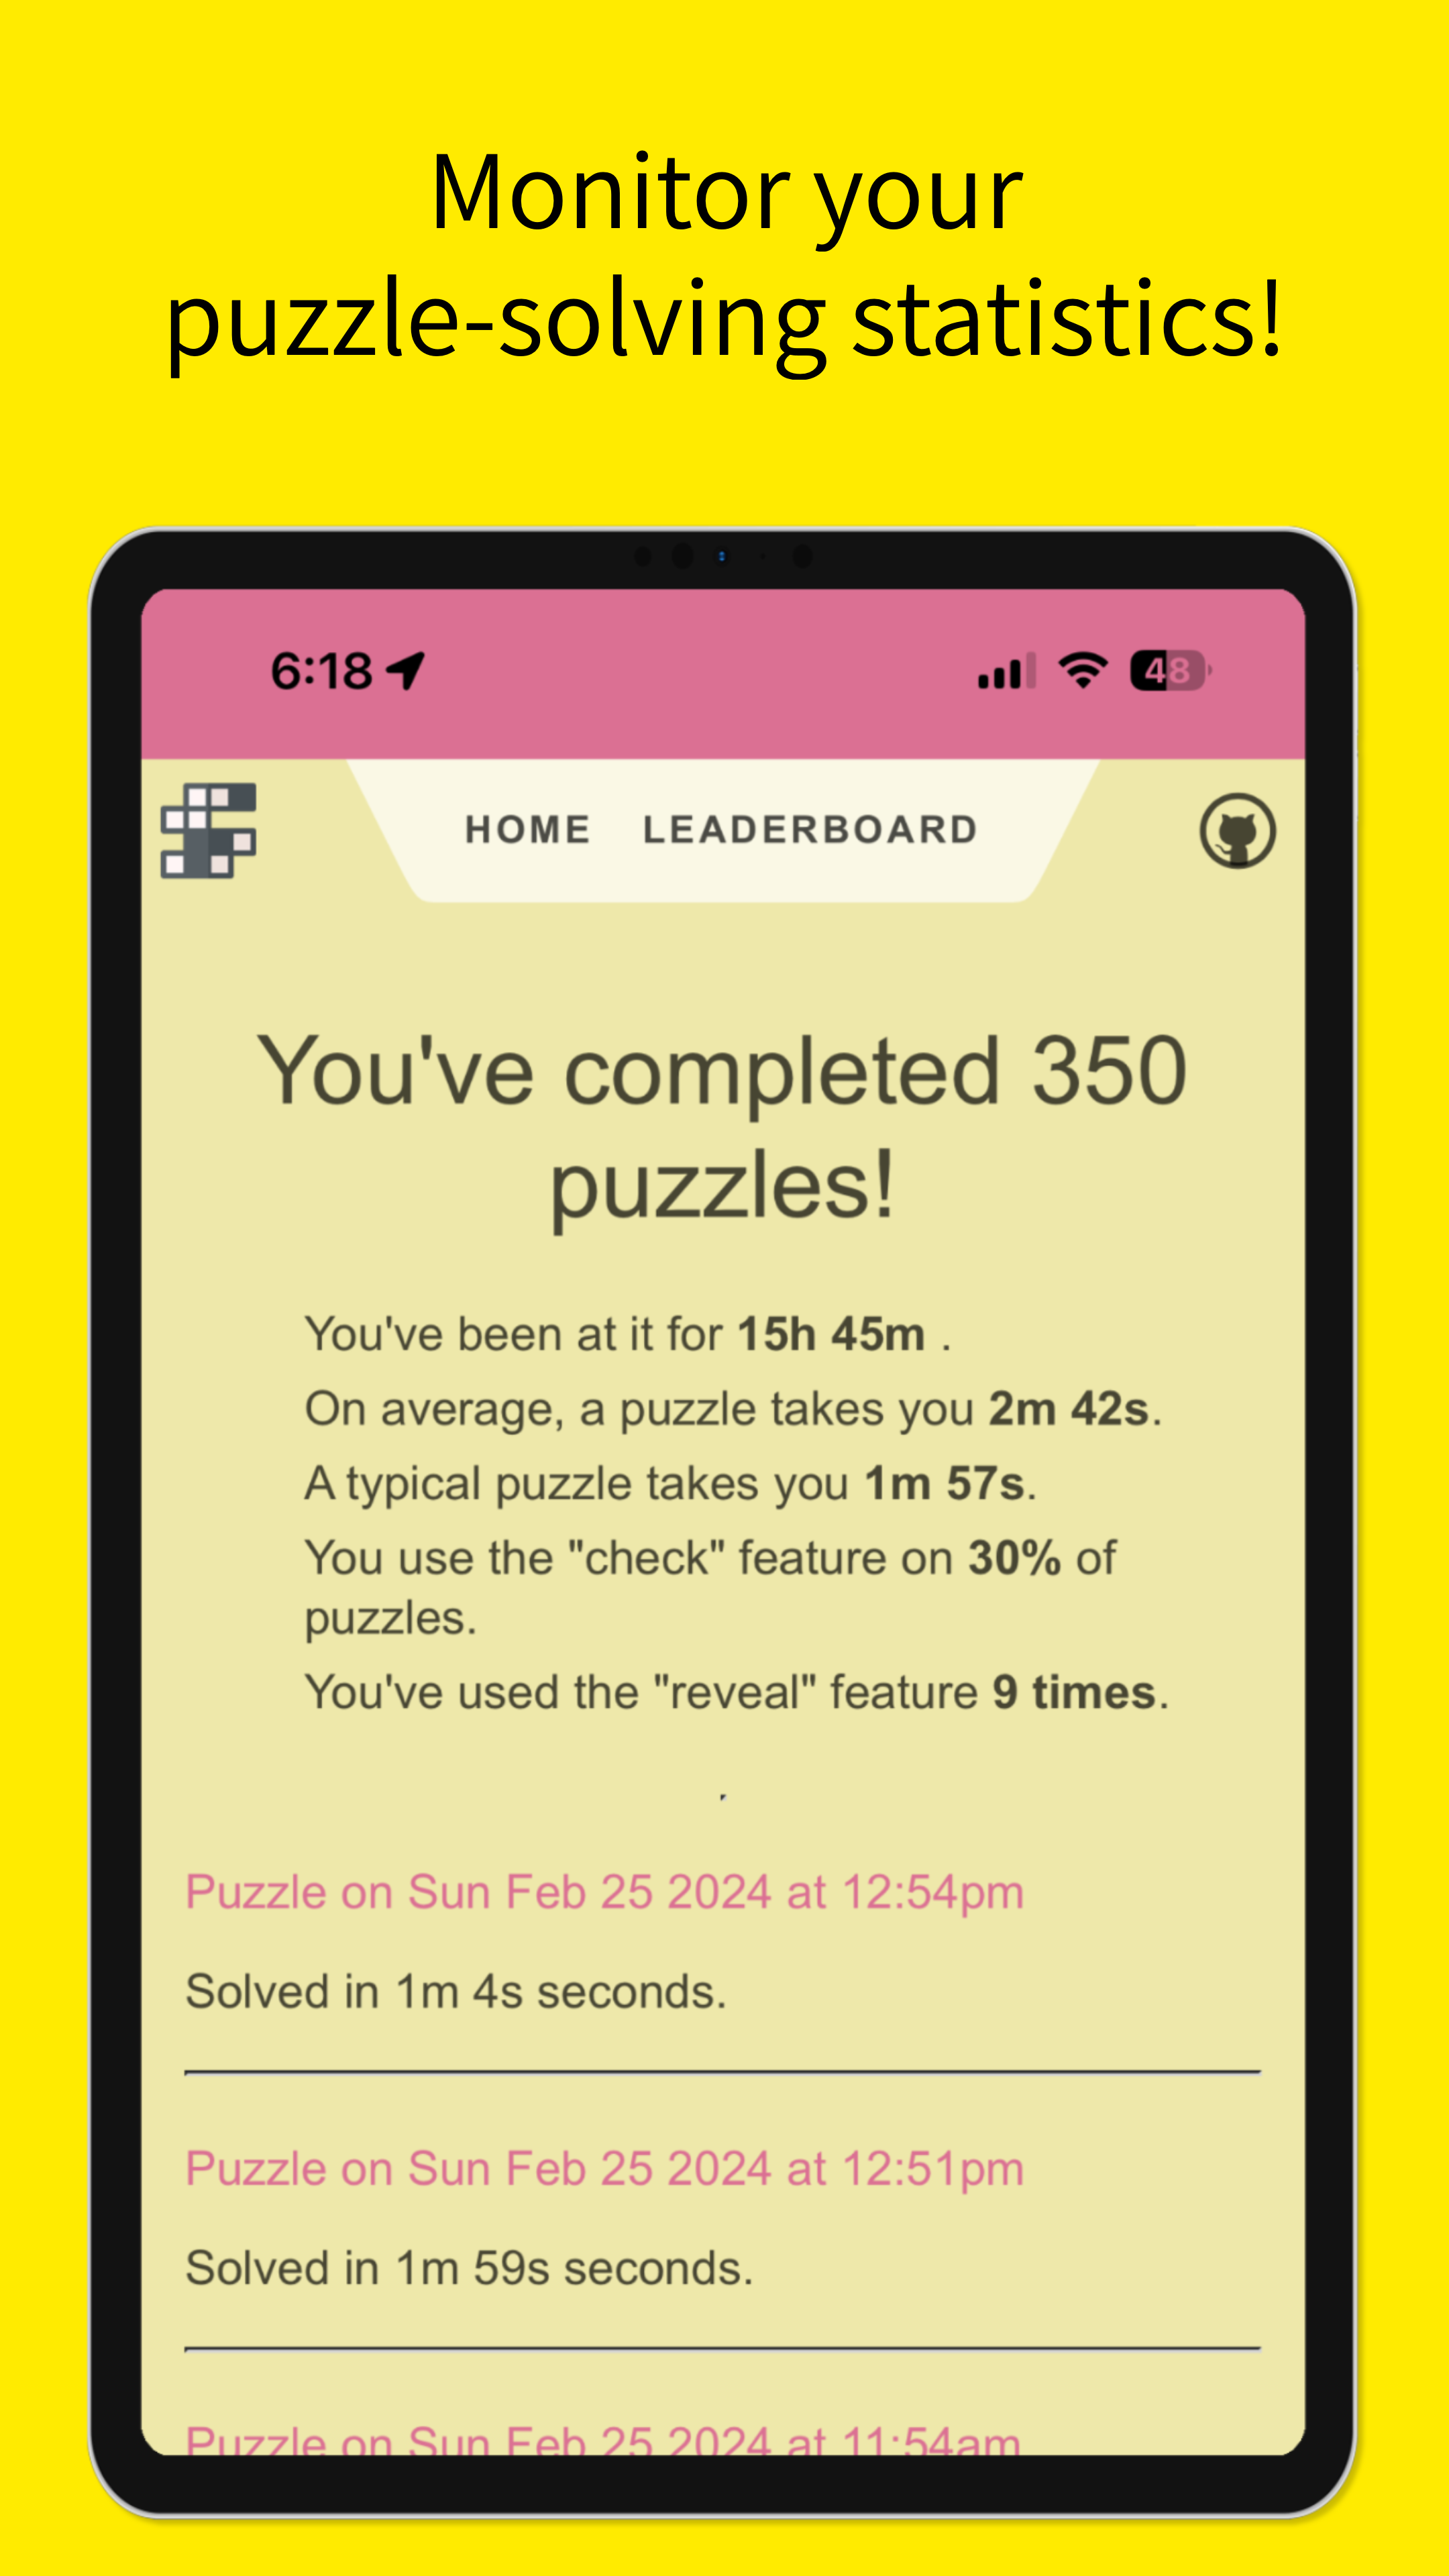 Monitor your
puzzle-solving statistics!
6:18
48
HOME LEADERBOARD
You've completed 350
puzzles!
You've been at it for 15h 45m .
On average, a puzzle takes you 2m 42s.
A typical puzzle takes you 1m 57s.
You use the "check" feature on 30% of
puzzles.
You've used the "reveal" feature 9 times.
Puzzle on Sun Feb 25 2024 at 12:54pm
Solved in 1m 4s seconds.
Puzzle on Sun Feb 25 2024 at 12:51pm
Solved in 1m 59s seconds.
Puzzle on Sun Feb 25 2024 at 11:54am